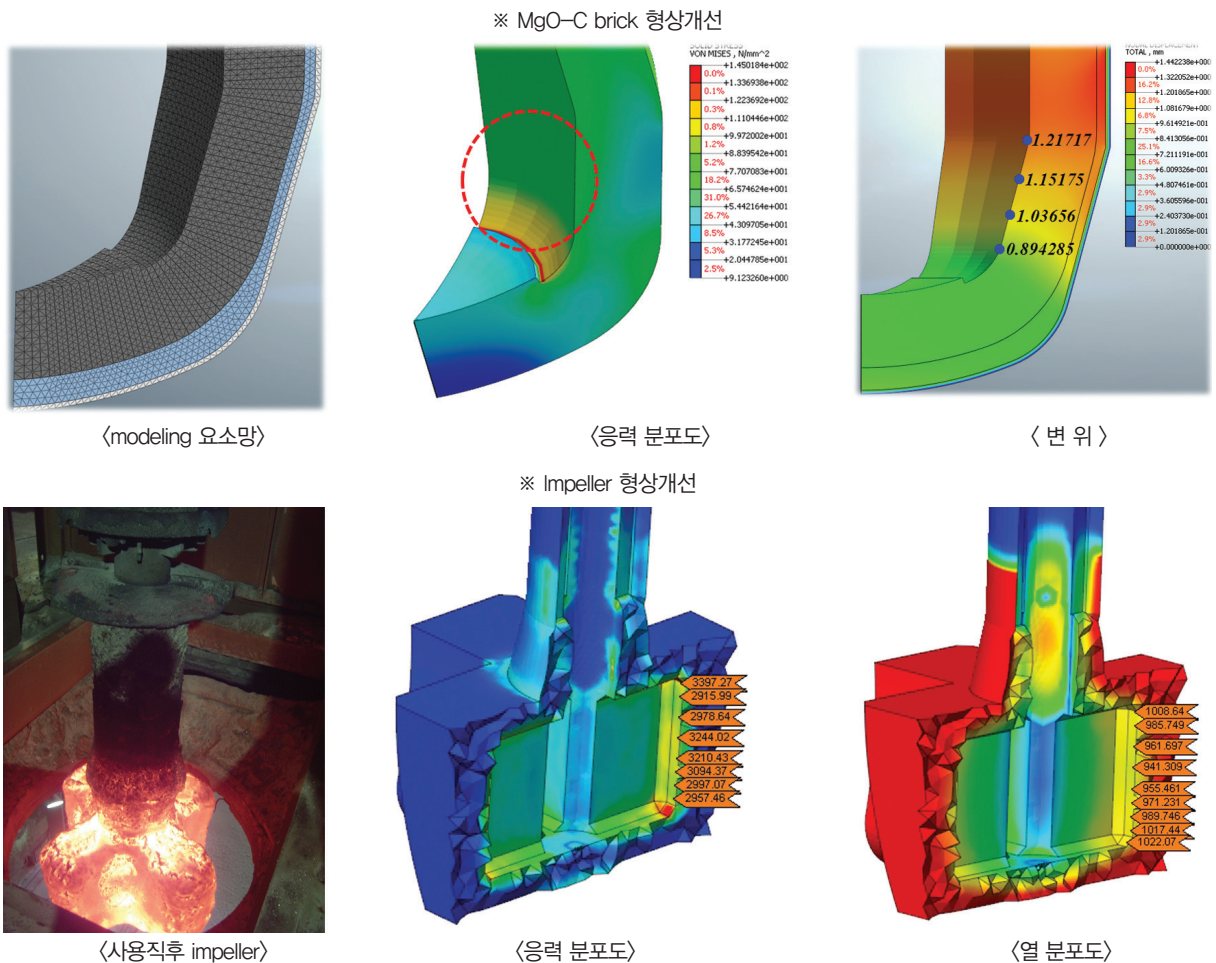 ※ MgO–C brick 형상개선
SOLID STRESS
VON MISES , N/mm^2
+1.450184e+002
0.0%
+1.336938e+002
0.1%
+1.223692e+002
0.3%
+1.110446e+002
0.8%
+9.972002e+001
1.2%
+8.839542e+001
5.2%
+7.707083e+001
18.2%
+6.574624e+001
31.0%
+5.442164e+001
26.7%
+4.309705e+001
8.5%
+3.177245e+001
5.3%
+2.044785e+001
2.5%
+9.123260e+000
NODAL DISPLACEMENT
TOTAL , mm
+1.442238e+000
0.0%
+1.322052e+000
16.2%
+1.201865e+000
12.8%
+1.081679e+000
6.8%
+9.614921e-001
7.5%
+8.413056e-001
25.1%
+7.211191e-001
16.6%
+6.009326e-001
3.3%
+4.807461e-001
2.9%
+3.605596e-001
2.9%
+2.403730e-001
2.9%
+1.201865e-001
2.9%
+0.000000e+000
1.21717
1.15175
1.03656
0.894285
〈modeling 요소망〉
〈응력 분포도〉
〈 변 위 〉
※ Impeller 형상개선
3397.27
2915.99
2978.64
3244.02
3210.43
3094.37
2997.07
2957.46
1008.64
985.749
961.697
941.309
955.461
971.231
989.746
1017.44
1022.07
〈사용직후 impeller〉
〈응력 분포도〉
〈열 분포도〉